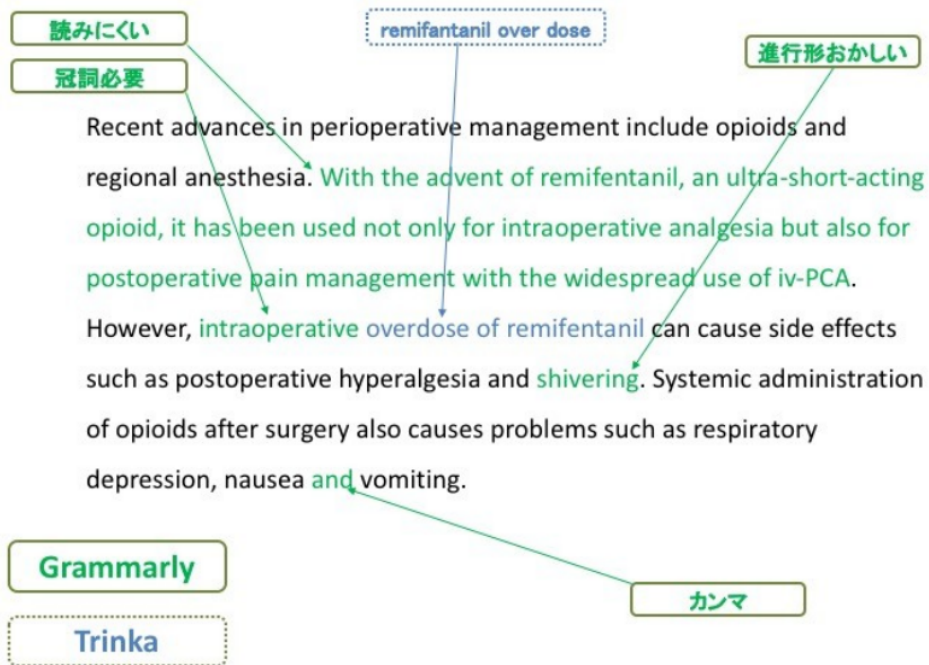 読みにくい
remifantanil over dose
進行形おかしい
冠詞必要
Recent advances in perioperative management include opioids and
regional anesthesia. With the advent of remifentanil, an ultra-short-acting
opioid, it has been used not only for intraoperative analgesia but also for
postoperative pain management with the widespread use of iv-PCA.
However, intraoperative overdose of remifentanil can cause side effects
such as postoperative hyperalgesia and shivering. Systemic administration
of opioids after surgery also causes problems such as respiratory
depression, nausea and vomiting.
Grammarly
カンマ
Trinka